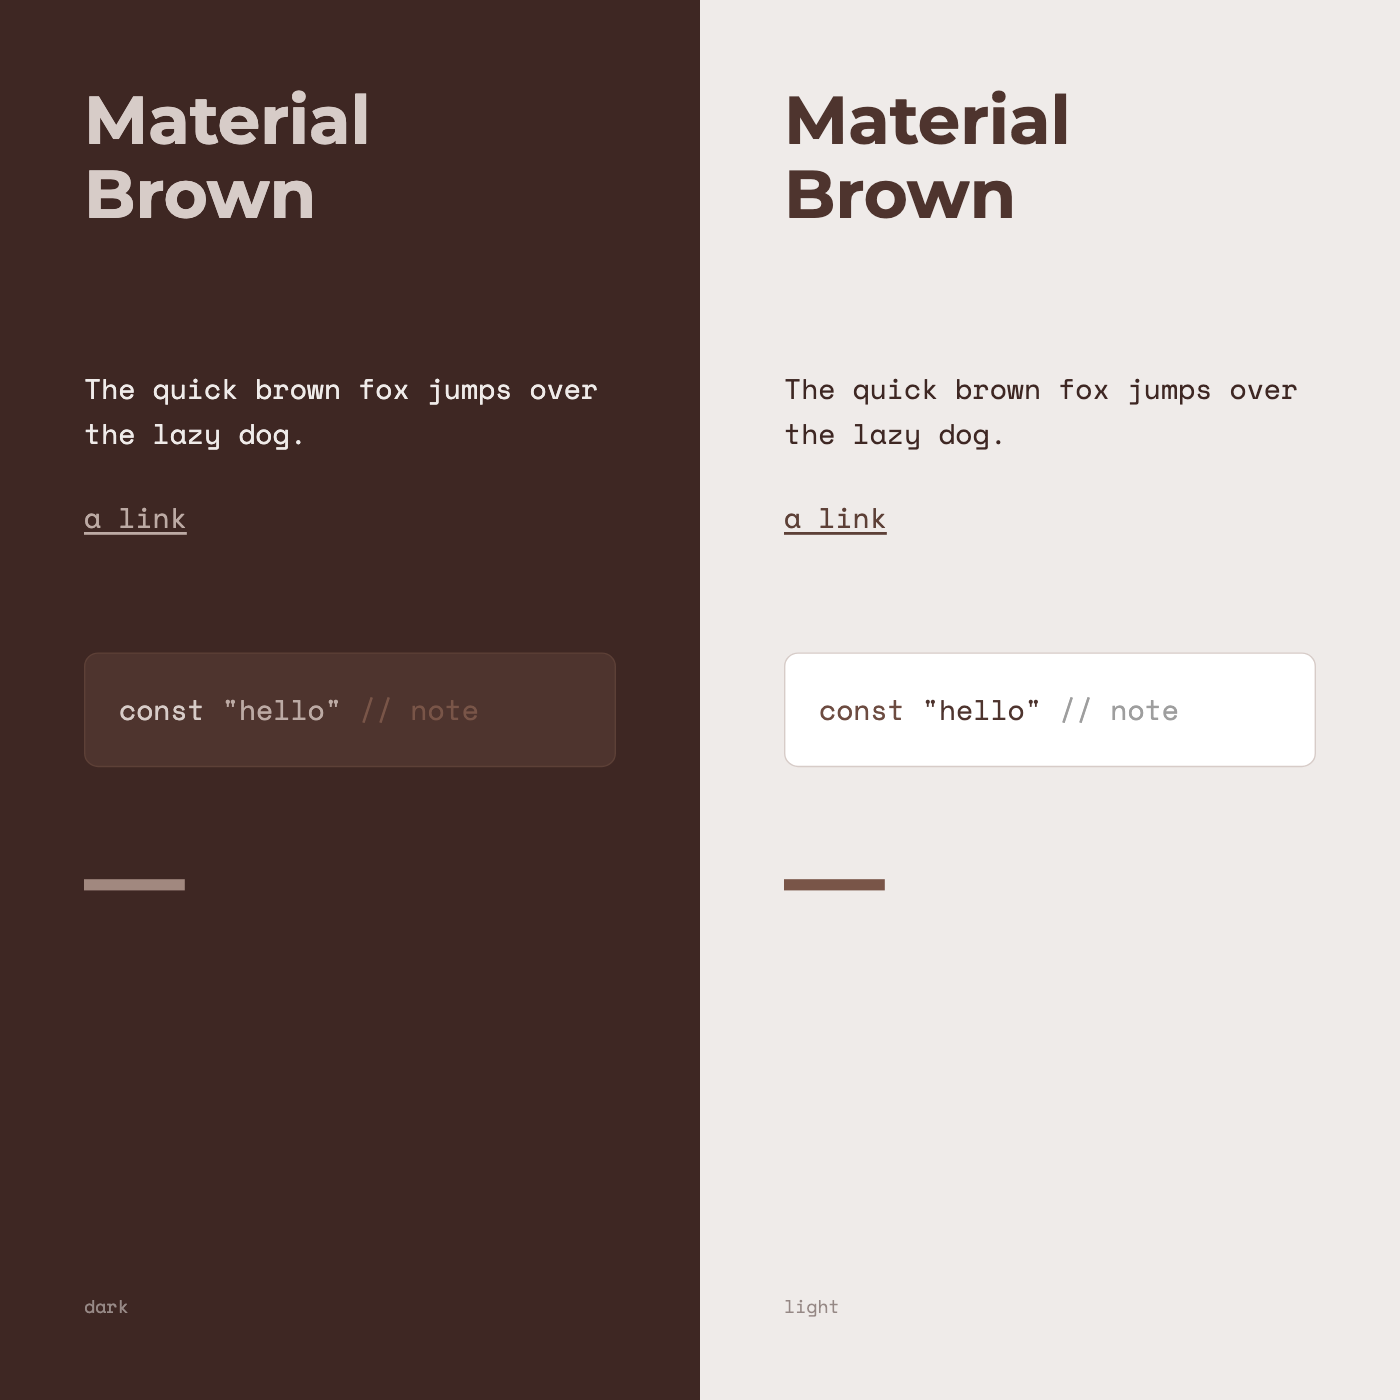 Material
Brown
The quick brown fox jumps over
the lazy dog.
a link
const "hello" // note
dark
Material
Brown
The quick brown fox jumps over
the lazy dog.
a link
const "hello" // note
light